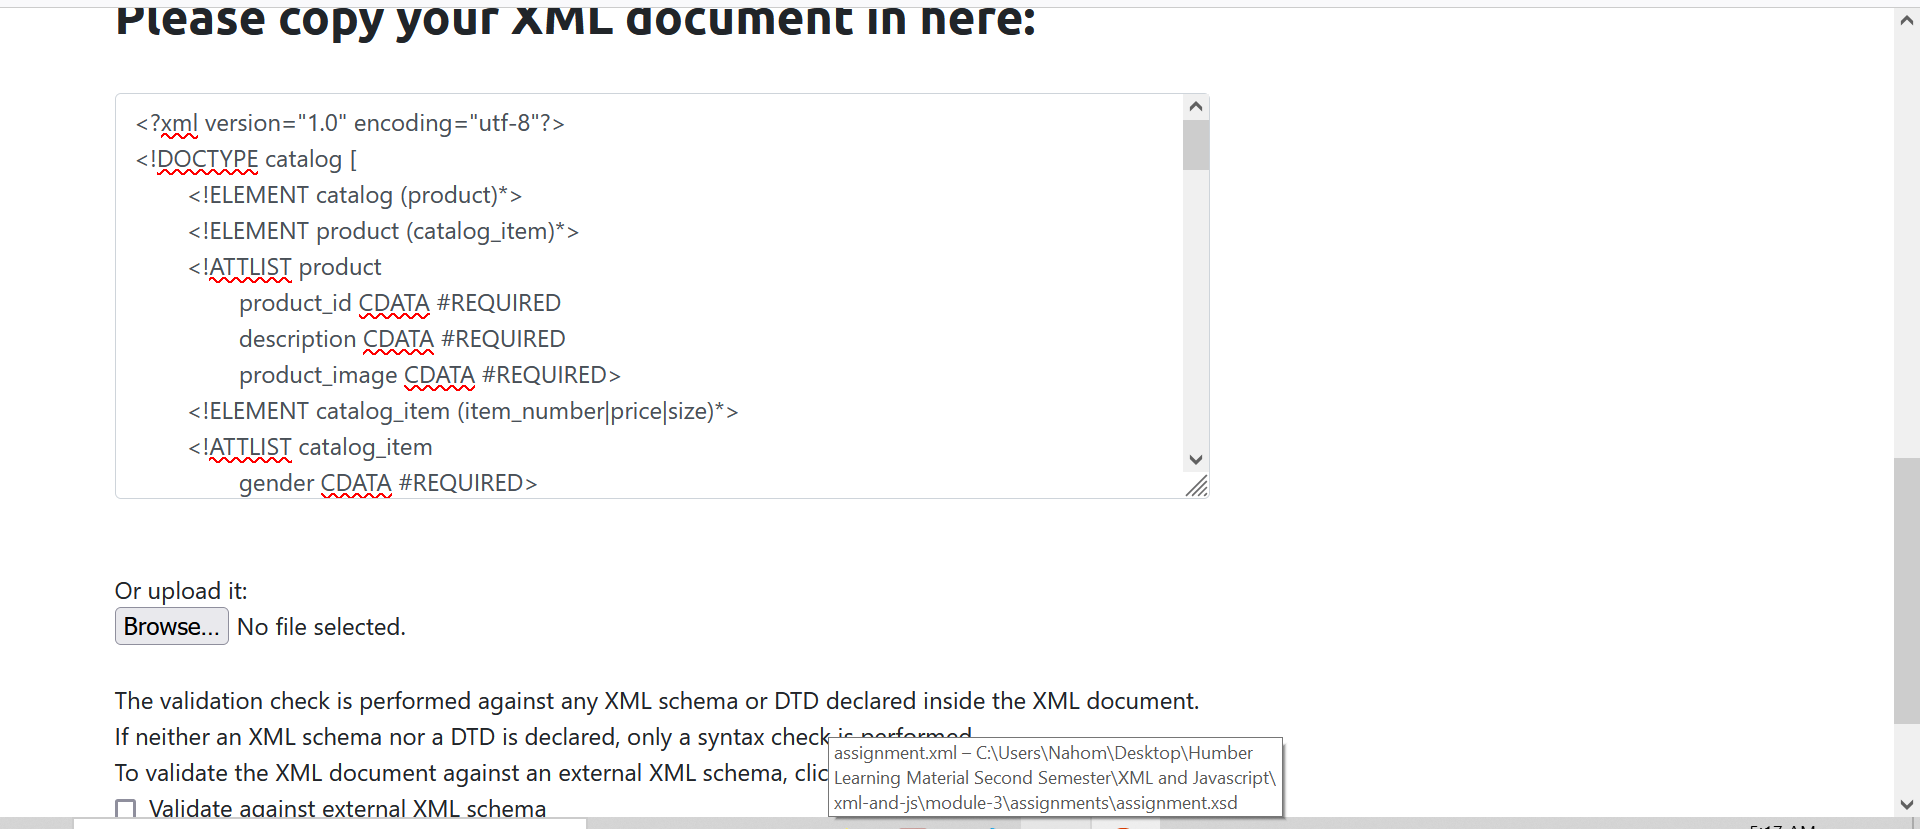 Please copy your XML document in here:
<?xml version="1.0" encoding="utf-8"?>
<!DOCTYPE catalog [
<!ELEMENT catalog (product)*>
<!ELEMENT product (catalog_item)*>
<!ATTLIST product
product_id CDATA #REQUIRED
description CDATA #REQUIRED
product_image CDATA #REQUIRED>
<!ELEMENT catalog_item (item_number|price|size)*>
<!ATTLIST catalog_item
gender CDATA #REQUIRED>
Or upload it:
Browse... No file selected.
The validation check is performed against any XML schema or DTD declared inside the XML document.
If neither an XML schema nor a DTD is declared, only a syntax check is performed.
To validate the XML document against an external XML schema, clic
assignment.xml – C:\Users\Nahom\Desktop\Humber
Learning Material Second Semester\XML and Javascript\
xml-and-js\module-3\assignments\assignment.xsd
Validate against external XML schema
5:17 AM